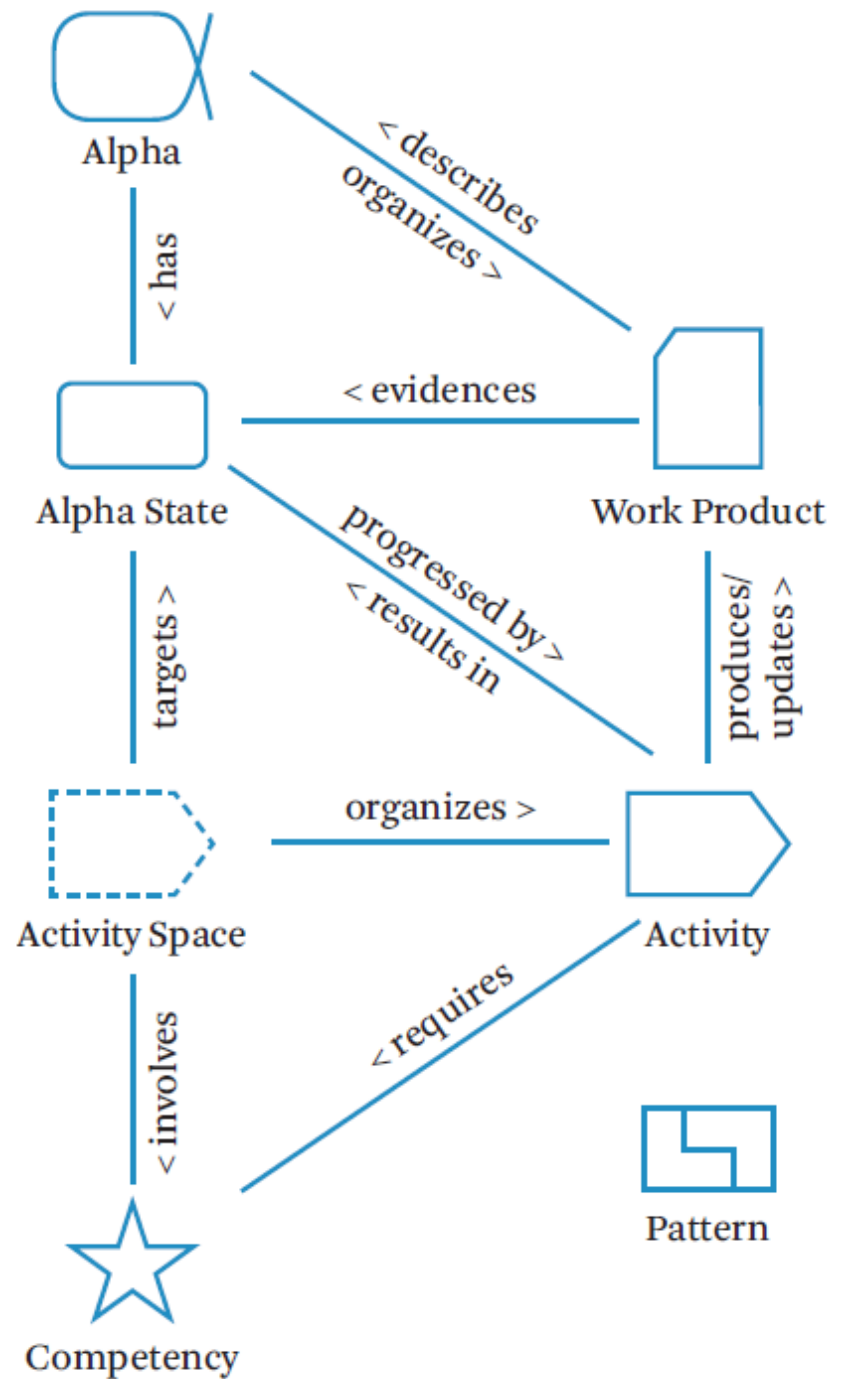 Alpha
< describes
organizes >
< has
< evidences
Alpha State
Work Product
progressed by >
< results in
targets >
produces/
updates >
organizes >
Activity Space
Activity
< requires
< involves
Pattern
Competency